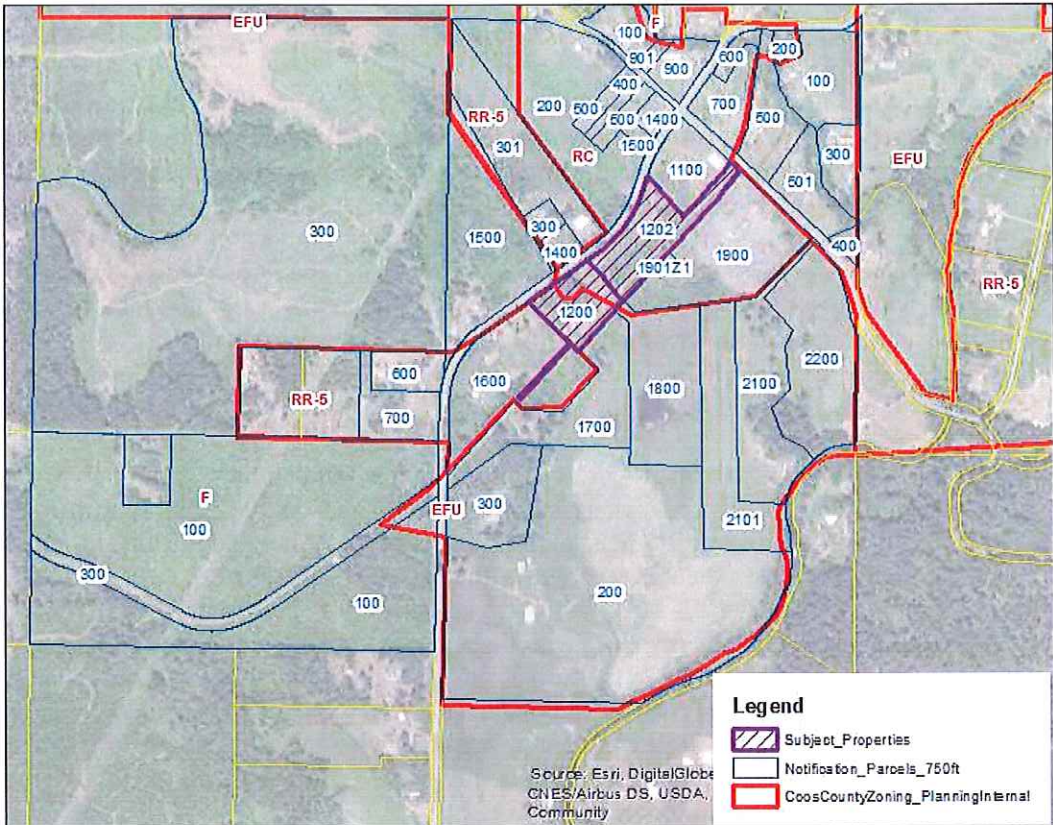 EFU
F
100
901
900
600
200
400
100
500
700
200
500
1400
500
RR-5
301
RC
1500
300
EFU
1100
501
300
300
1202
1500
1400
1901Z1
1900
400
RR-5
1200
600
2200
1600
1800
2100
RR-5
700
1700
F
300
EFU
100
2101
300
100
200
Legend
Subject_Properties
Notification_Parcels_750ft
CoosCountyZoning_PlanningInternal
Source: Esri, DigitalGlobe
CNES/Airbus DS, USDA,
Community